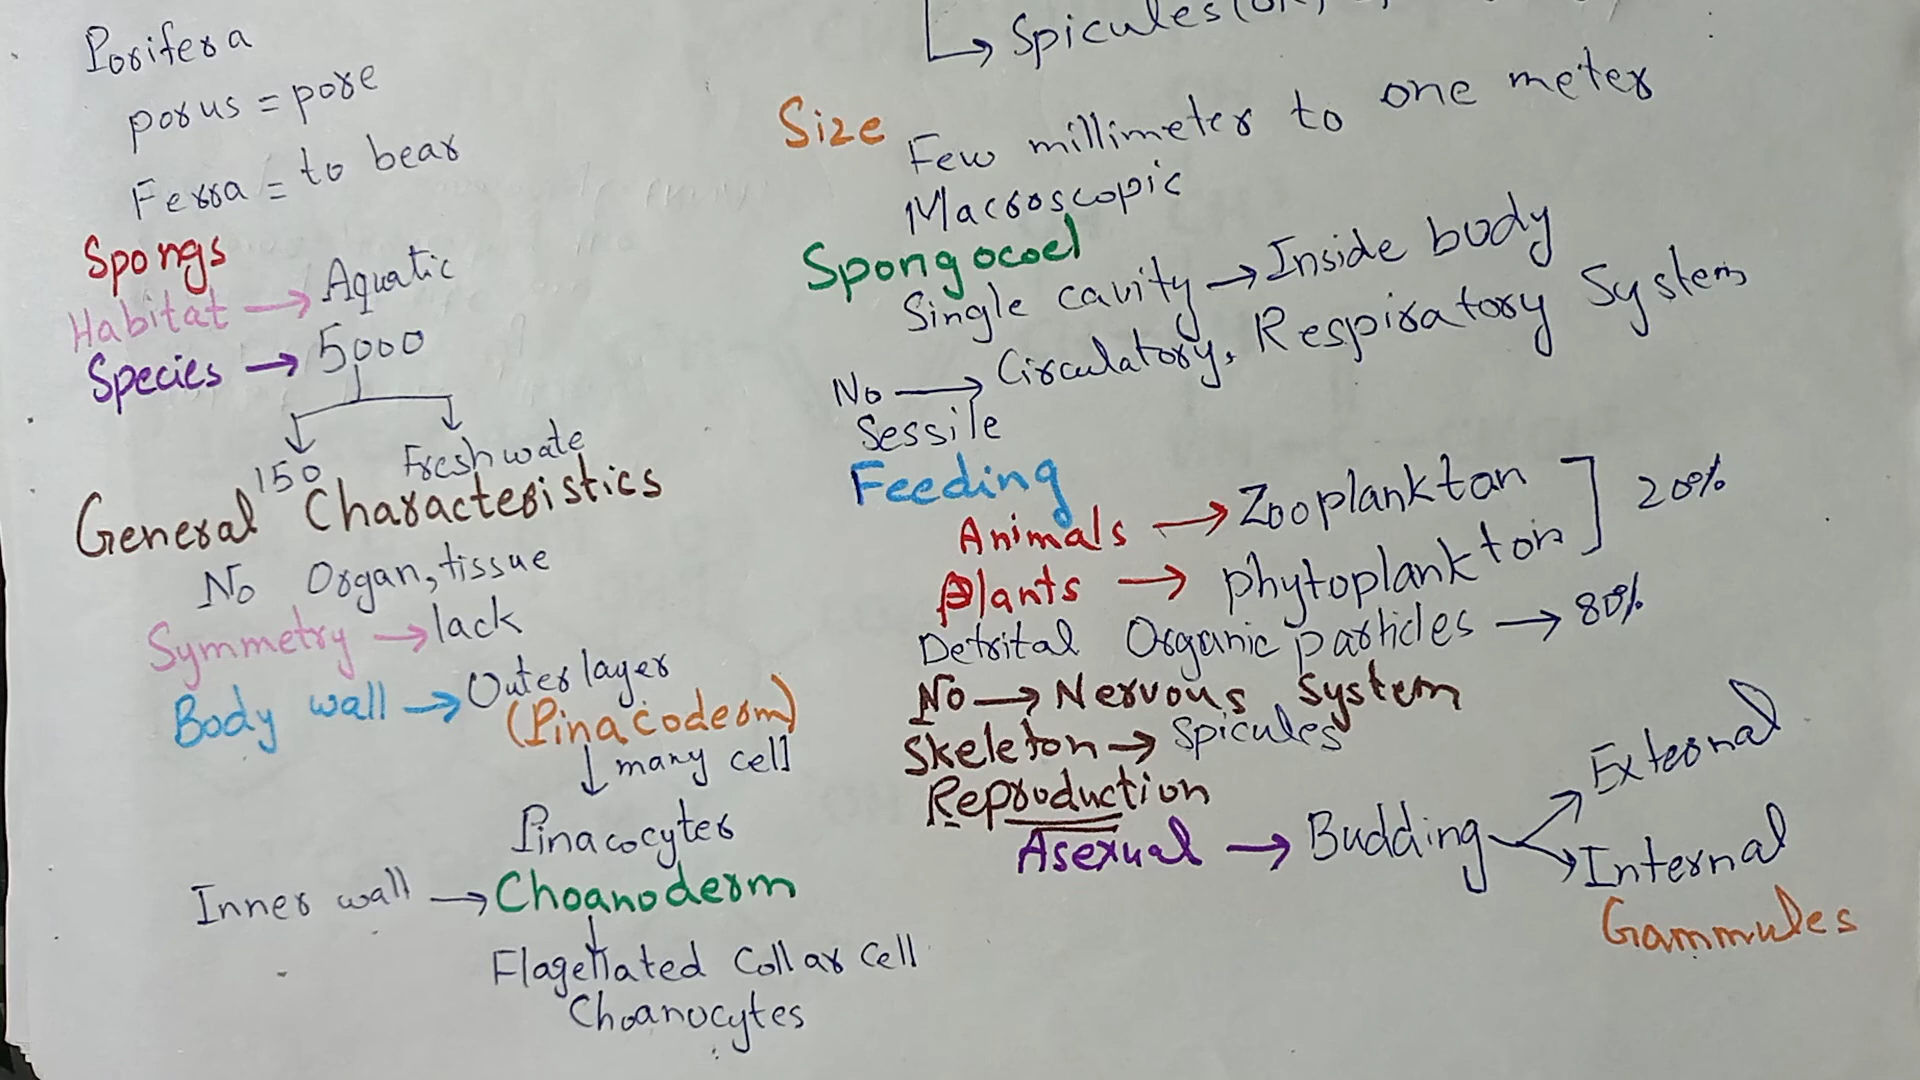 Porifera
porus = pore
Ferra = to bear
Spongs
Habitat → Aquatic
Species → 5000
150 Freshwate
General Characteristics
No Organ, tissue
Symmetry → lack
Body wall → Outer layer
(Pinacoderm)
↓ many cell
Pinacocyter
Inner wall → Choanoderm
Flagellated Collar Cell
Choanocytes
↳ Spicules
Size
Few millimeter to one meter
Macroscopic
Spongocoel
Single cavity → Inside body
No → Circulatory, Respiratory System
Sessile
Feeding
Animals → Zooplanktan
Plants → phytoplankton ] 20%
Detrital Organic particles → 80%
No → Nervous System
Skeleton → Spicules
Reproduction
Asexual → Budding
External
Internal
Gammules